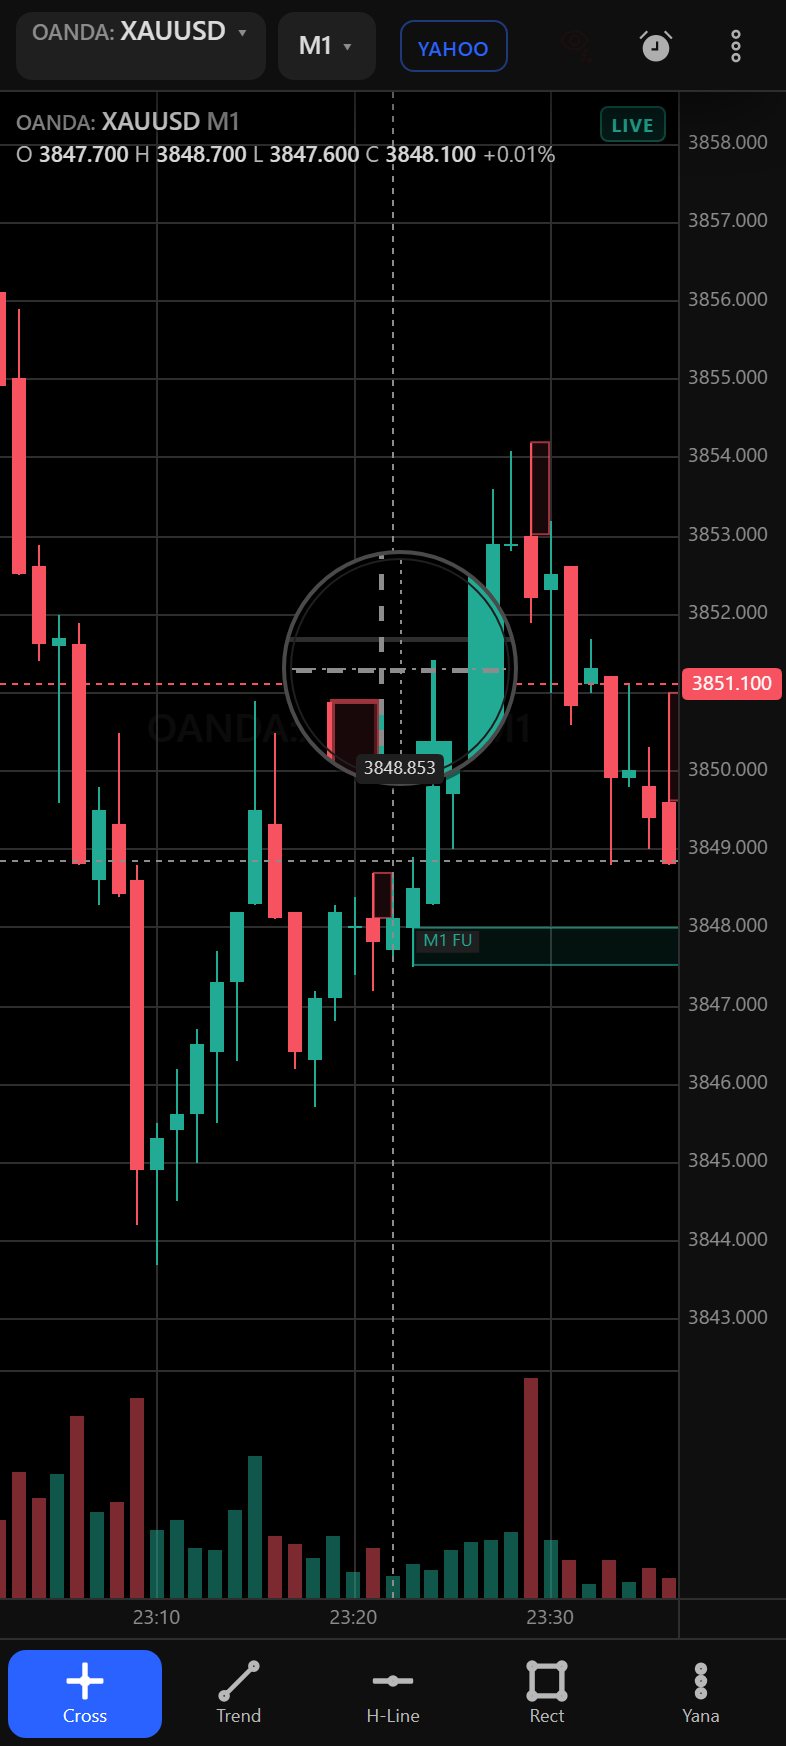 OANDA: XAUUSD ▾ M1 ▾ YAHOO
OANDA: XAUUSD M1 LIVE
O 3847.700 H 3848.700 L 3847.600 C 3848.100 +0.01%
3858.000
3857.000
3856.000
3855.000
3854.000
3853.000
3852.000
3851.100
3850.000
3849.000
3848.000
3847.000
3846.000
3845.000
3844.000
3843.000
3848.853
M1 FU
23:10 23:20 23:30
Cross Trend H-Line Rect Yana